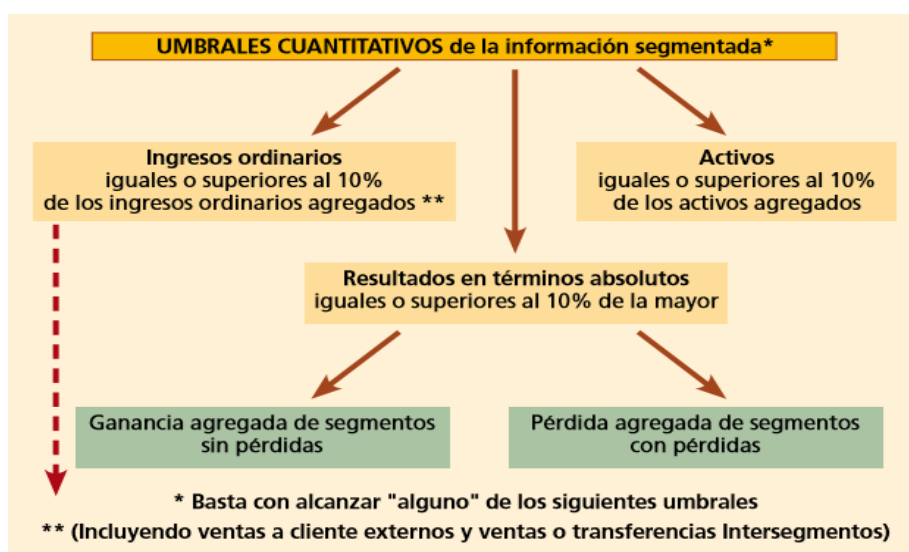 UMBRALES CUANTITATIVOS de la información segmentada*
Ingresos ordinarios
iguales o superiores al 10%
de los ingresos ordinarios agregados **
Activos
iguales o superiores al 10%
de los activos agregados
Resultados en términos absolutos
iguales o superiores al 10% de la mayor
Ganancia agregada de segmentos
sin pérdidas
Pérdida agregada de segmentos
con pérdidas
* Basta con alcanzar "alguno" de los siguientes umbrales
** (Incluyendo ventas a cliente externos y ventas o transferencias Intersegmentos)